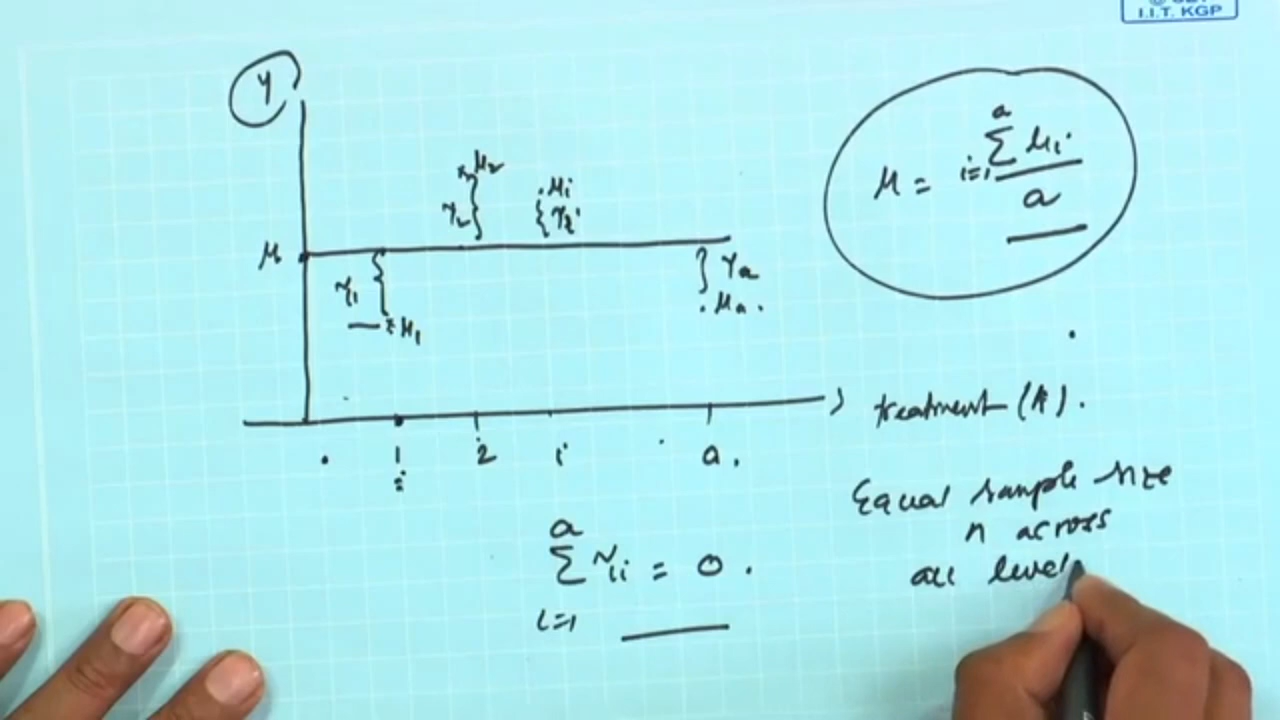 I.I.T. KGP
Y
μ
τ₁
μ₁
τ₂
μ₂
μi
τi
τa
μa.
1 2 i a.
treatment (A).
μ = Σ μi / a
a
i=1
Equal sample size
n across
all level
a
Σ τi = 0.
i=1